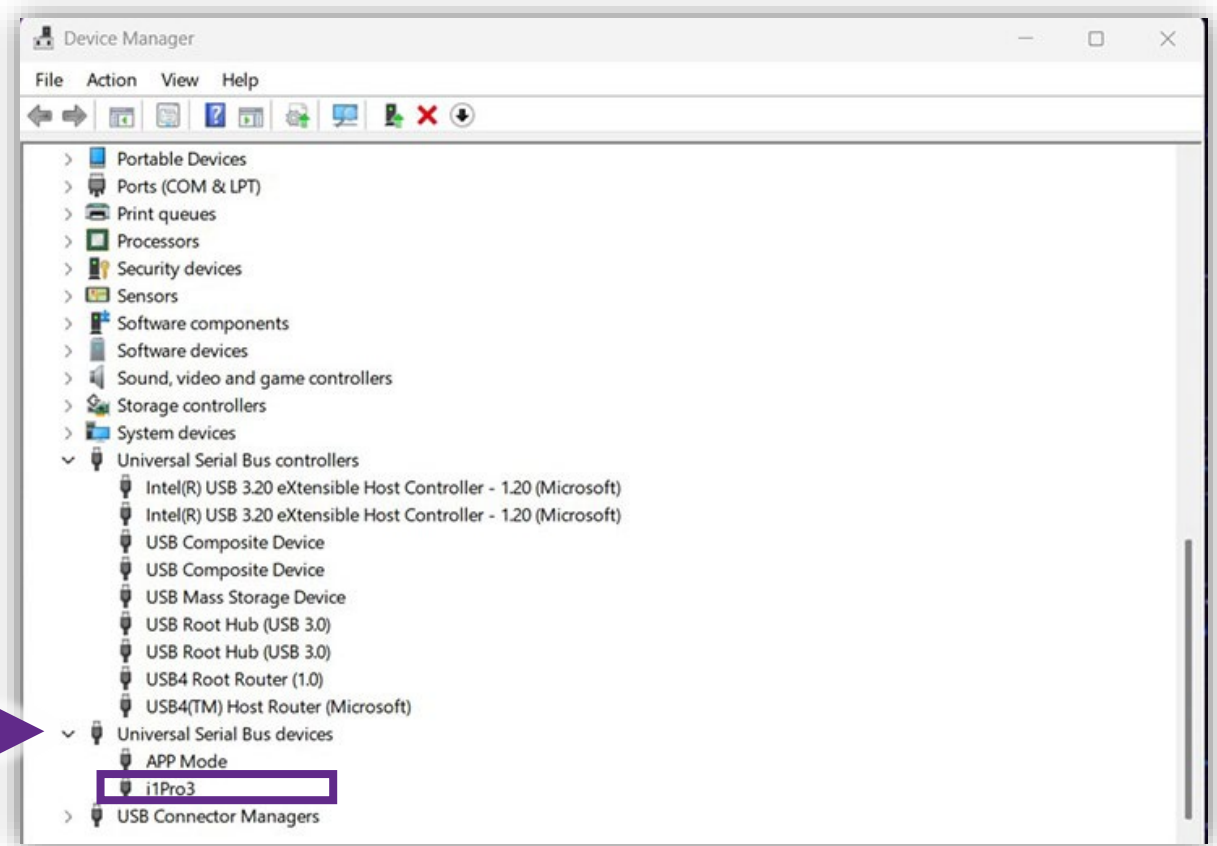 Device Manager
File Action View Help
Portable Devices
Ports (COM & LPT)
Print queues
Processors
Security devices
Sensors
Software components
Software devices
Sound, video and game controllers
Storage controllers
System devices
Universal Serial Bus controllers
Intel(R) USB 3.20 eXtensible Host Controller - 1.20 (Microsoft)
Intel(R) USB 3.20 eXtensible Host Controller - 1.20 (Microsoft)
USB Composite Device
USB Composite Device
USB Mass Storage Device
USB Root Hub (USB 3.0)
USB Root Hub (USB 3.0)
USB4 Root Router (1.0)
USB4(TM) Host Router (Microsoft)
Universal Serial Bus devices
APP Mode
i1Pro3
USB Connector Managers